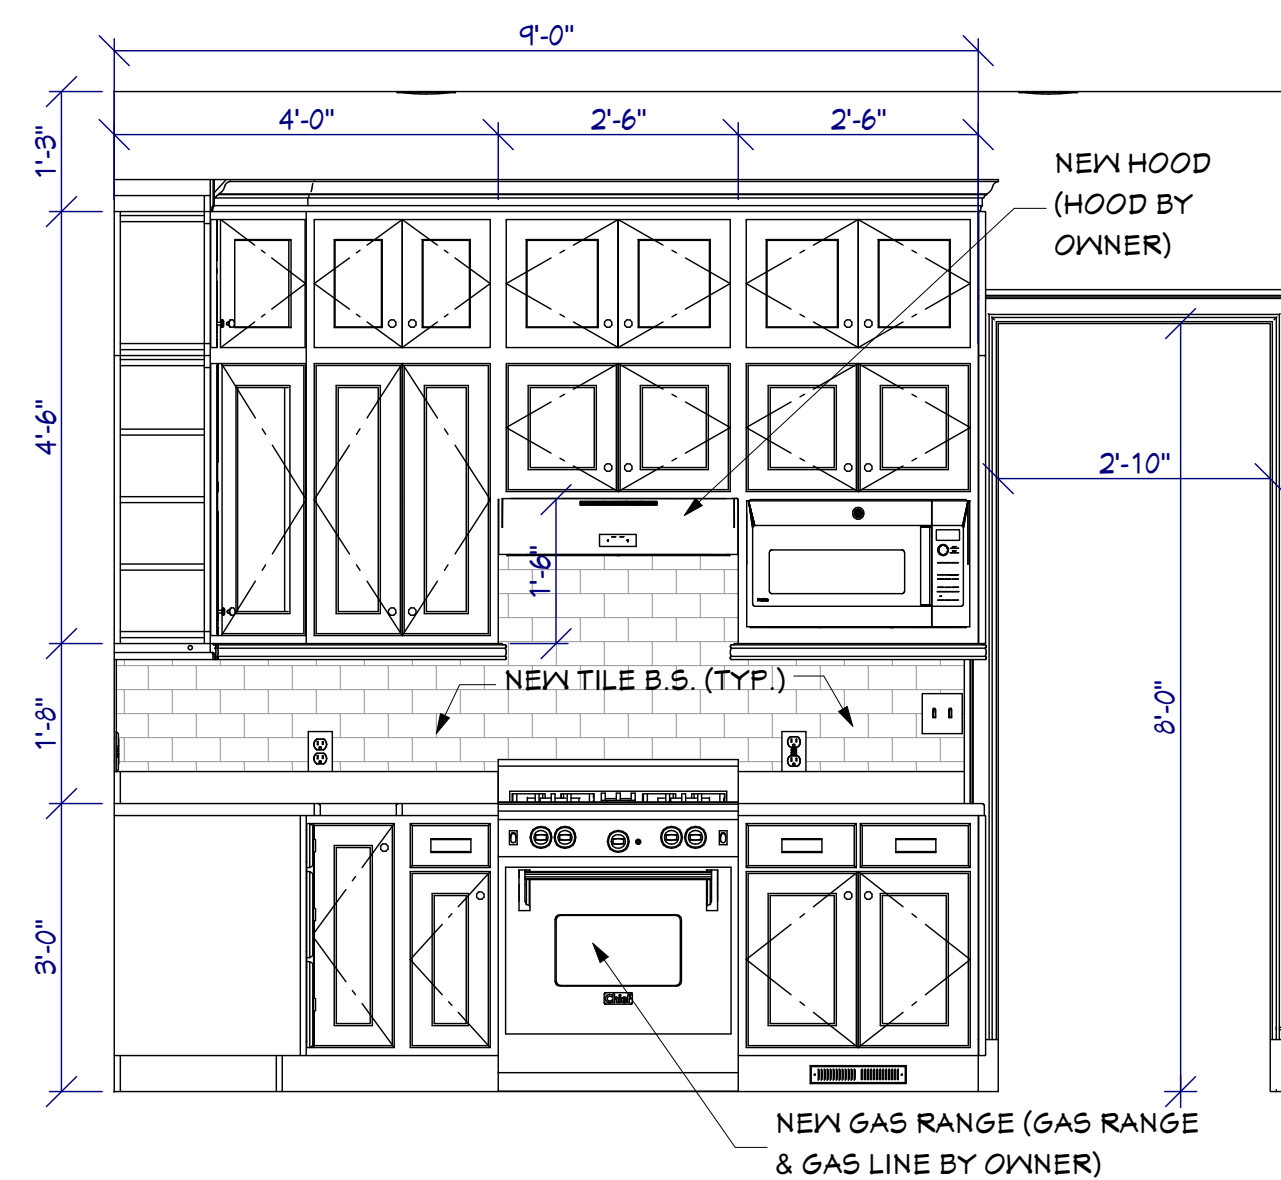 9'-0"
4'-0"
2'-6"
2'-6"
1'-3"
NEW HOOD
(HOOD BY
OWNER)
4'-6"
2'-10"
1'-6"
NEW TILE B.S. (TYP.)
1'-8"
8'-0"
3'-0"
Chief
NEW GAS RANGE (GAS RANGE
& GAS LINE BY OWNER)